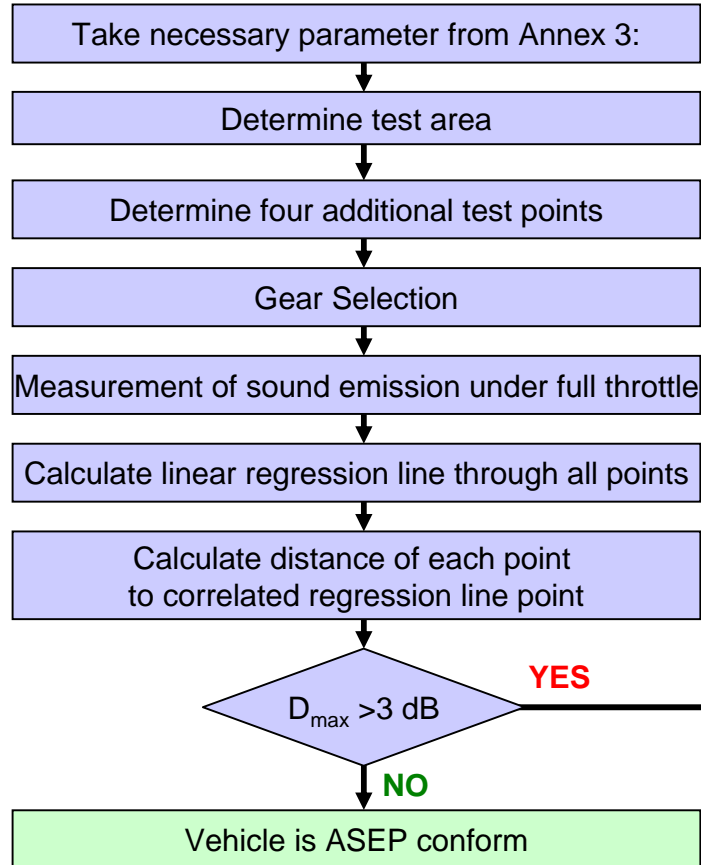 Take necessary parameter from Annex 3:
Determine test area
Determine four additional test points
Gear Selection
Measurement of sound emission under full throttle
Calculate linear regression line through all points
Calculate distance of each point
to correlated regression line point
YES
Dmax >3 dB
NO
Vehicle is ASEP conform